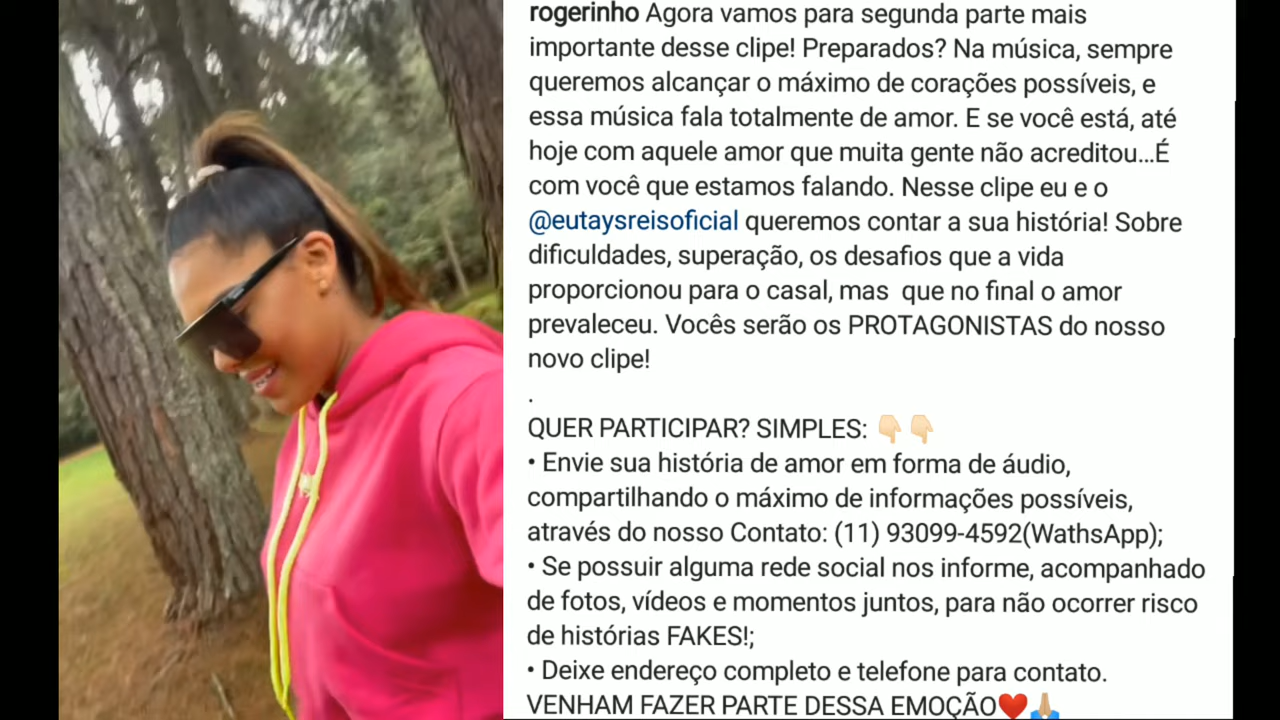 rogerinho Agora vamos para segunda parte mais
importante desse clipe! Preparados? Na música, sempre
queremos alcançar o máximo de corações possíveis, e
essa música fala totalmente de amor. E se você está, até
hoje com aquele amor que muita gente não acreditou...É
com você que estamos falando. Nesse clipe eu e o
@eutaysreisoficial queremos contar a sua história! Sobre
dificuldades, superação, os desafios que a vida
proporcionou para o casal, mas  que no final o amor
prevaleceu. Vocês serão os PROTAGONISTAS do nosso
novo clipe!
.
QUER PARTICIPAR? SIMPLES: 👇🏻👇🏻
• Envie sua história de amor em forma de áudio,
compartilhando o máximo de informações possíveis,
através do nosso Contato: (11) 93099-4592(WathsApp);
• Se possuir alguma rede social nos informe, acompanhado
de fotos, vídeos e momentos juntos, para não ocorrer risco
de histórias FAKES!;
• Deixe endereço completo e telefone para contato.
VENHAM FAZER PARTE DESSA EMOÇÃO❤️🙏🏼